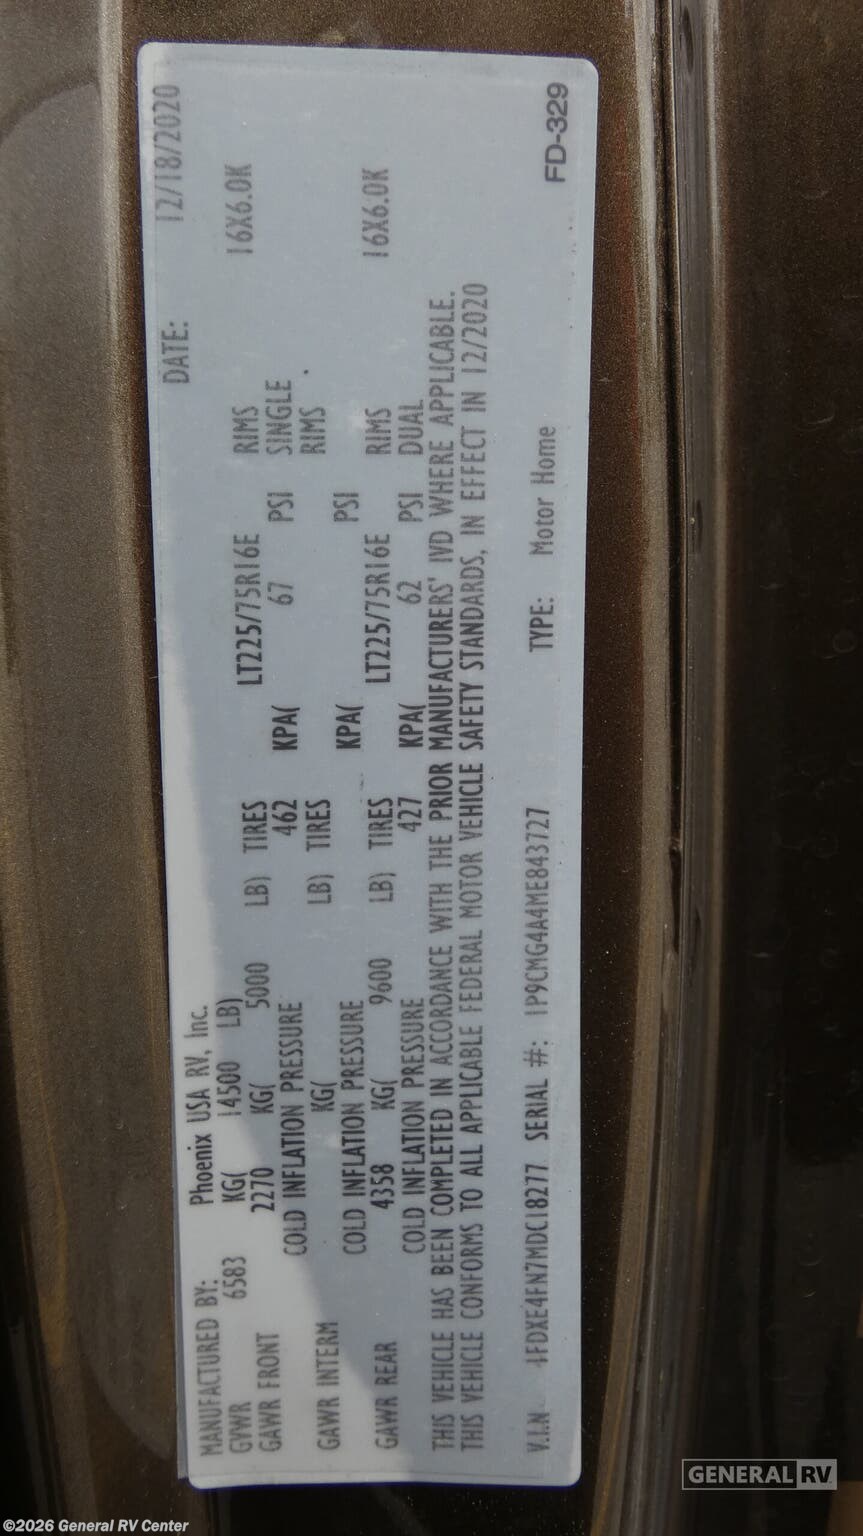 MANUFACTURED BY: Phoenix USA RV, Inc. DATE: 12/18/2020
GVWR 6583 KG( 14500 LB)
GAWR FRONT 2270 KG( 5000 LB) TIRES LT225/75R16E RIMS 16X6.0K
COLD INFLATION PRESSURE 462 KPA( 67 PSI SINGLE
GAWR INTERM KG( LB) TIRES RIMS
COLD INFLATION PRESSURE KPA( PSI
GAWR REAR 4358 KG( 9600 LB) TIRES LT225/75R16E RIMS 16X6.0K
COLD INFLATION PRESSURE 427 KPA( 62 PSI DUAL
THIS VEHICLE HAS BEEN COMPLETED IN ACCORDANCE WITH THE PRIOR MANUFACTURERS' IVD WHERE APPLICABLE.
THIS VEHICLE CONFORMS TO ALL APPLICABLE FEDERAL MOTOR VEHICLE SAFETY STANDARDS, IN EFFECT IN 12/2020
V.I.N 1FDXE4FN7MDC18277 SERIAL #: 1P9CMG4A4ME843727 TYPE: Motor Home
FD-329
GENERAL RV
©2026 General RV Center